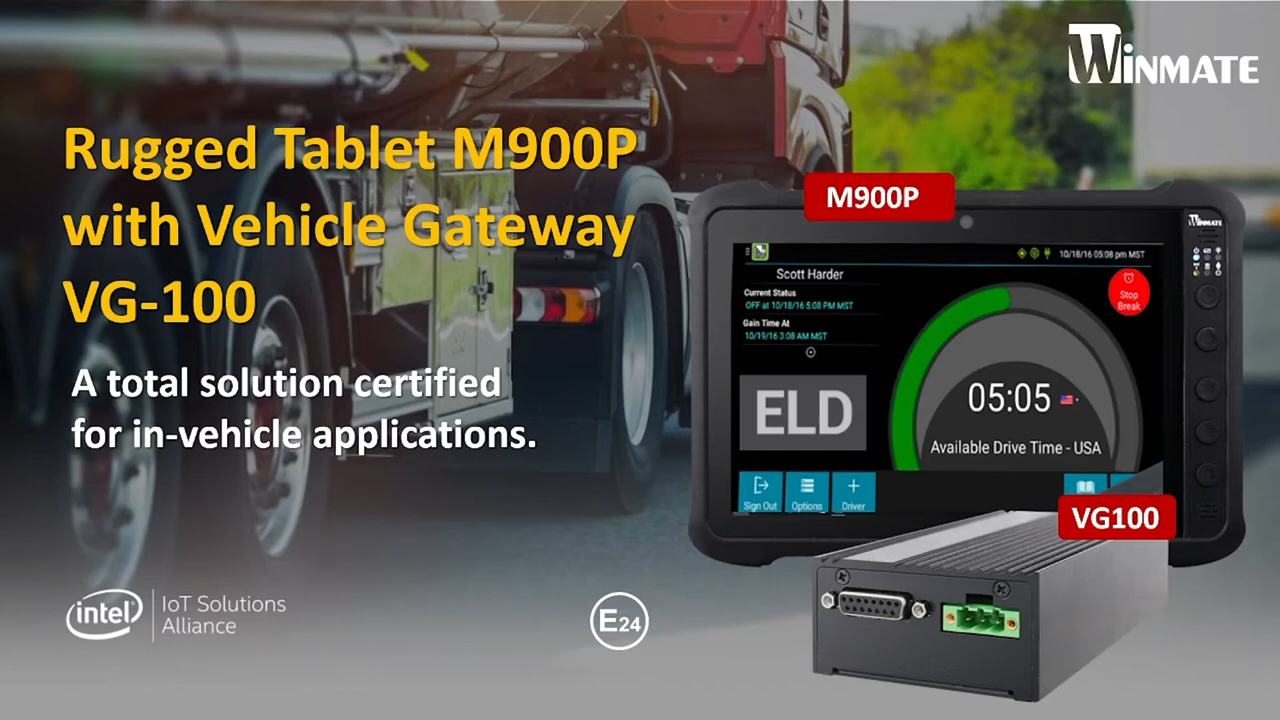 WINMATE
Rugged Tablet M900P
with Vehicle Gateway
VG-100
A total solution certified
for in-vehicle applications.
intel
IoT Solutions
Alliance
E24
M900P
WINMATE
10/18/16 05:08 pm MST
Scott Harder
Current Status
OFF at 10/18/16 5:08 PM MST
Gain Time At
10/19/16 3:08 AM MST
Stop
Break
ELD
05:05
Available Drive Time - USA
Sign Out
Options
Driver
VG100